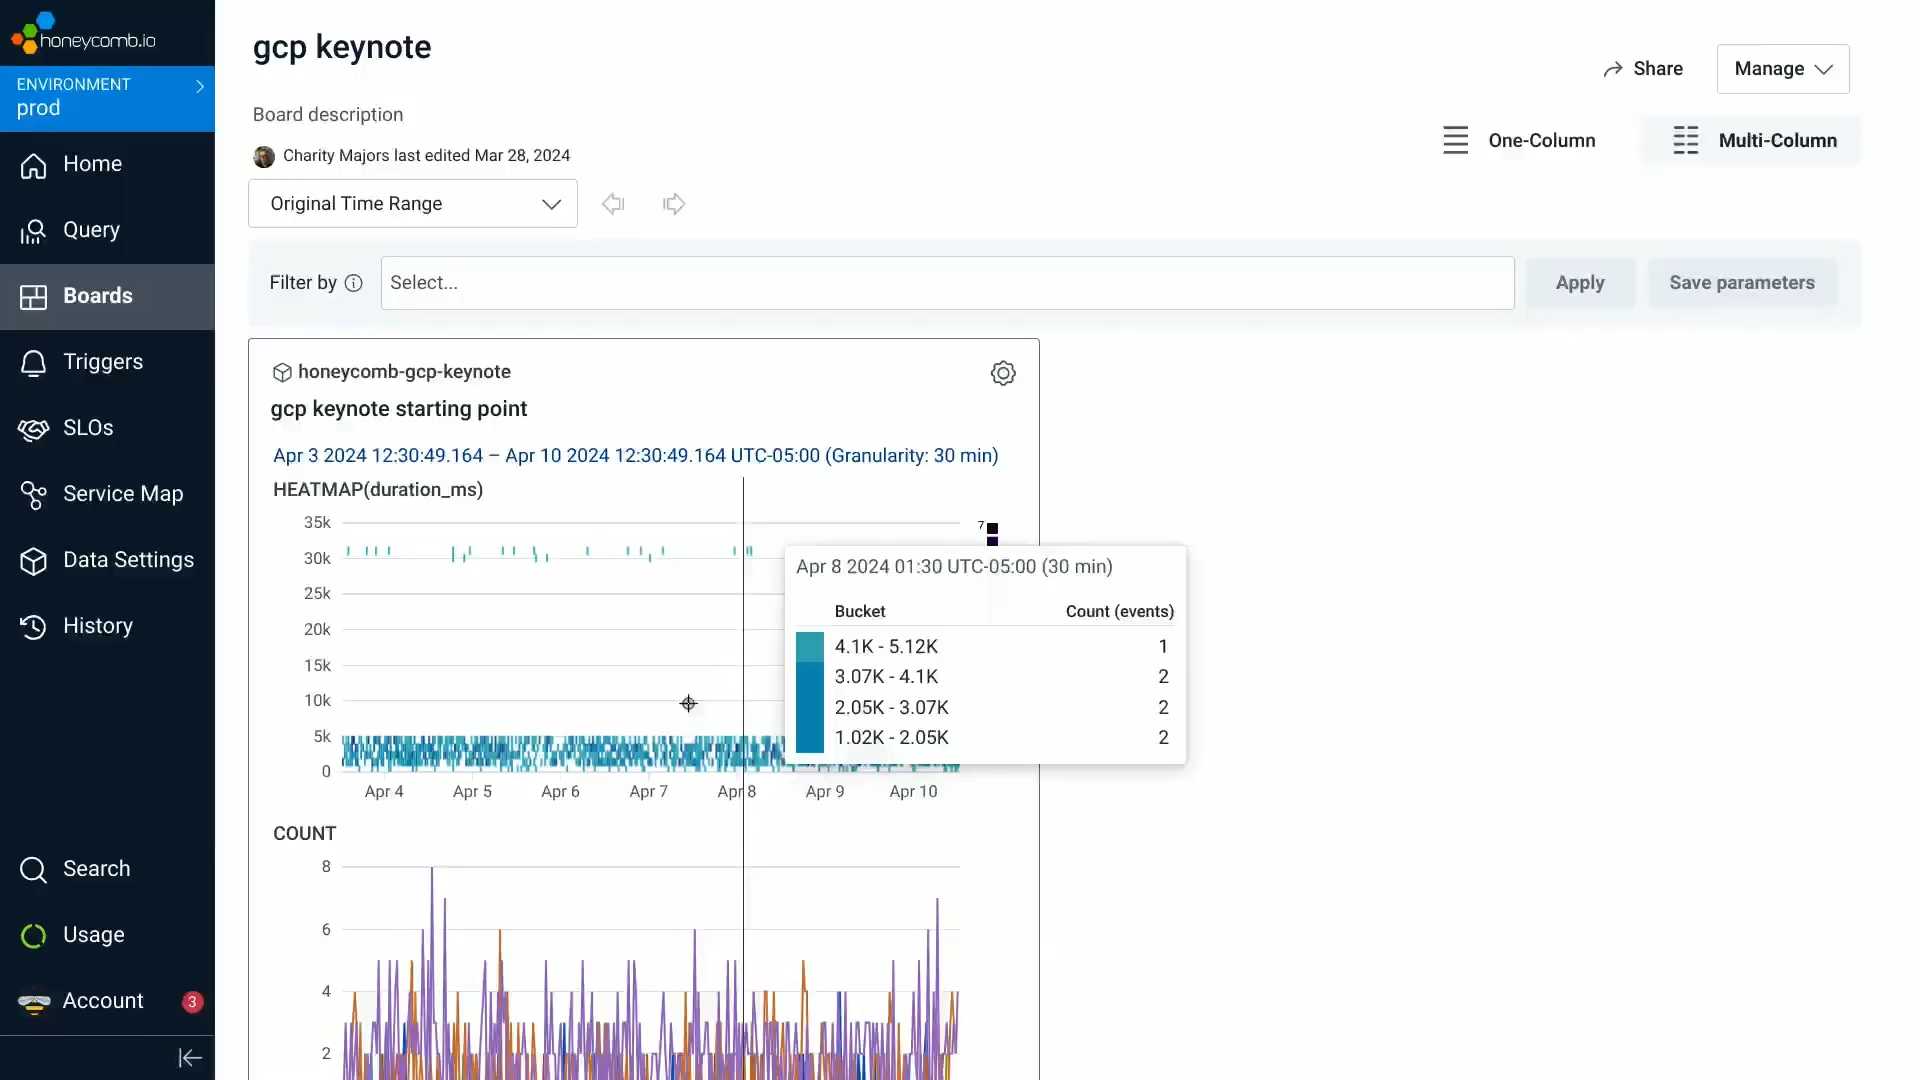 honeycomb.io
ENVIRONMENT
prod
Home
Query
Boards
Triggers
SLOs
Service Map
Data Settings
History
Search
Usage
Account 3
gcp keynote
Share
Manage
Board description
One-Column
Multi-Column
Charity Majors last edited Mar 28, 2024
Original Time Range
Filter by
Select...
Apply
Save parameters
honeycomb-gcp-keynote
gcp keynote starting point
Apr 3 2024 12:30:49.164 – Apr 10 2024 12:30:49.164 UTC-05:00 (Granularity: 30 min)
HEATMAP(duration_ms)
35k
30k
25k
20k
15k
10k
5k
0
Apr 4 Apr 5 Apr 6 Apr 7 Apr 8 Apr 9 Apr 10
7
Apr 8 2024 01:30 UTC-05:00 (30 min)
Bucket Count (events)
4.1K - 5.12K 1
3.07K - 4.1K 2
2.05K - 3.07K 2
1.02K - 2.05K 2
COUNT
8
6
4
2